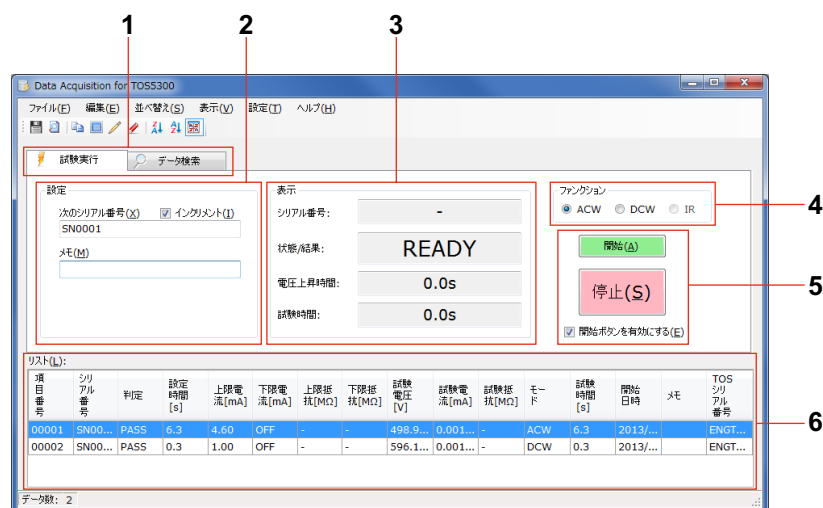 1 2 3
Data Acquisition for TOS5300
ファイル(F) 編集(E) 並べ替え(S) 表示(V) 設定(T) ヘルプ(H)
試験実行 データ検索
設定
次のシリアル番号(X) インクリメント(I)
SN0001
メモ(M)
表示
シリアル番号: -
状態/結果: READY
電圧上昇時間: 0.0s
試験時間: 0.0s
ファンクション
ACW DCW IR
4
開始(A)
停止(S)
開始ボタンを有効にする(E)
5
リスト(L):
項目番号 シリアル番号 判定 設定時間[s] 上限電流[mA] 下限電流[mA] 上限抵抗[MΩ] 下限抵抗[MΩ] 試験電圧[V] 試験電流[mA] 試験抵抗[MΩ] モード 試験時間[s] 開始日時 メモ TOSシリアル番号
00001 SN00... PASS 6.3 4.60 OFF - - 498.9... 0.001... - ACW 6.3 2013/... ENGT...
00002 SN00... PASS 0.3 1.00 OFF - - 596.1... 0.001... - DCW 0.3 2013/... ENGT...
6
データ数: 2